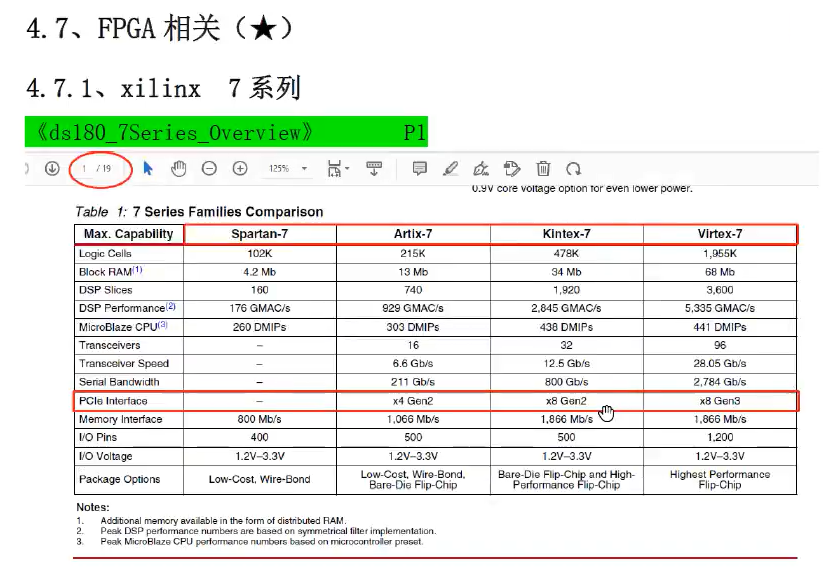 4.7、FPGA 相关（★）
4.7.1、xilinx 7 系列
《ds180_7Series_Overview》 P1
1 / 19 125%
0.9V core voltage option for even lower power.
Table 1: 7 Series Families Comparison
Max. Capability Spartan-7 Artix-7 Kintex-7 Virtex-7
Logic Cells 102K 215K 478K 1,955K
Block RAM(1) 4.2 Mb 13 Mb 34 Mb 68 Mb
DSP Slices 160 740 1,920 3,600
DSP Performance(2) 176 GMAC/s 929 GMAC/s 2,845 GMAC/s 5,335 GMAC/s
MicroBlaze CPU(3) 260 DMIPs 303 DMIPs 438 DMIPs 441 DMIPs
Transceivers – 16 32 96
Transceiver Speed – 6.6 Gb/s 12.5 Gb/s 28.05 Gb/s
Serial Bandwidth – 211 Gb/s 800 Gb/s 2,784 Gb/s
PCIe Interface – x4 Gen2 x8 Gen2 x8 Gen3
Memory Interface 800 Mb/s 1,066 Mb/s 1,866 Mb/s 1,866 Mb/s
I/O Pins 400 500 500 1,200
I/O Voltage 1.2V–3.3V 1.2V–3.3V 1.2V–3.3V 1.2V–3.3V
Package Options Low-Cost, Wire-Bond Low-Cost, Wire-Bond, Bare-Die Flip-Chip Bare-Die Flip-Chip and High-Performance Flip-Chip Highest Performance Flip-Chip
Notes:
1. Additional memory available in the form of distributed RAM.
2. Peak DSP performance numbers are based on symmetrical filter implementation.
3. Peak MicroBlaze CPU performance numbers based on microcontroller preset.